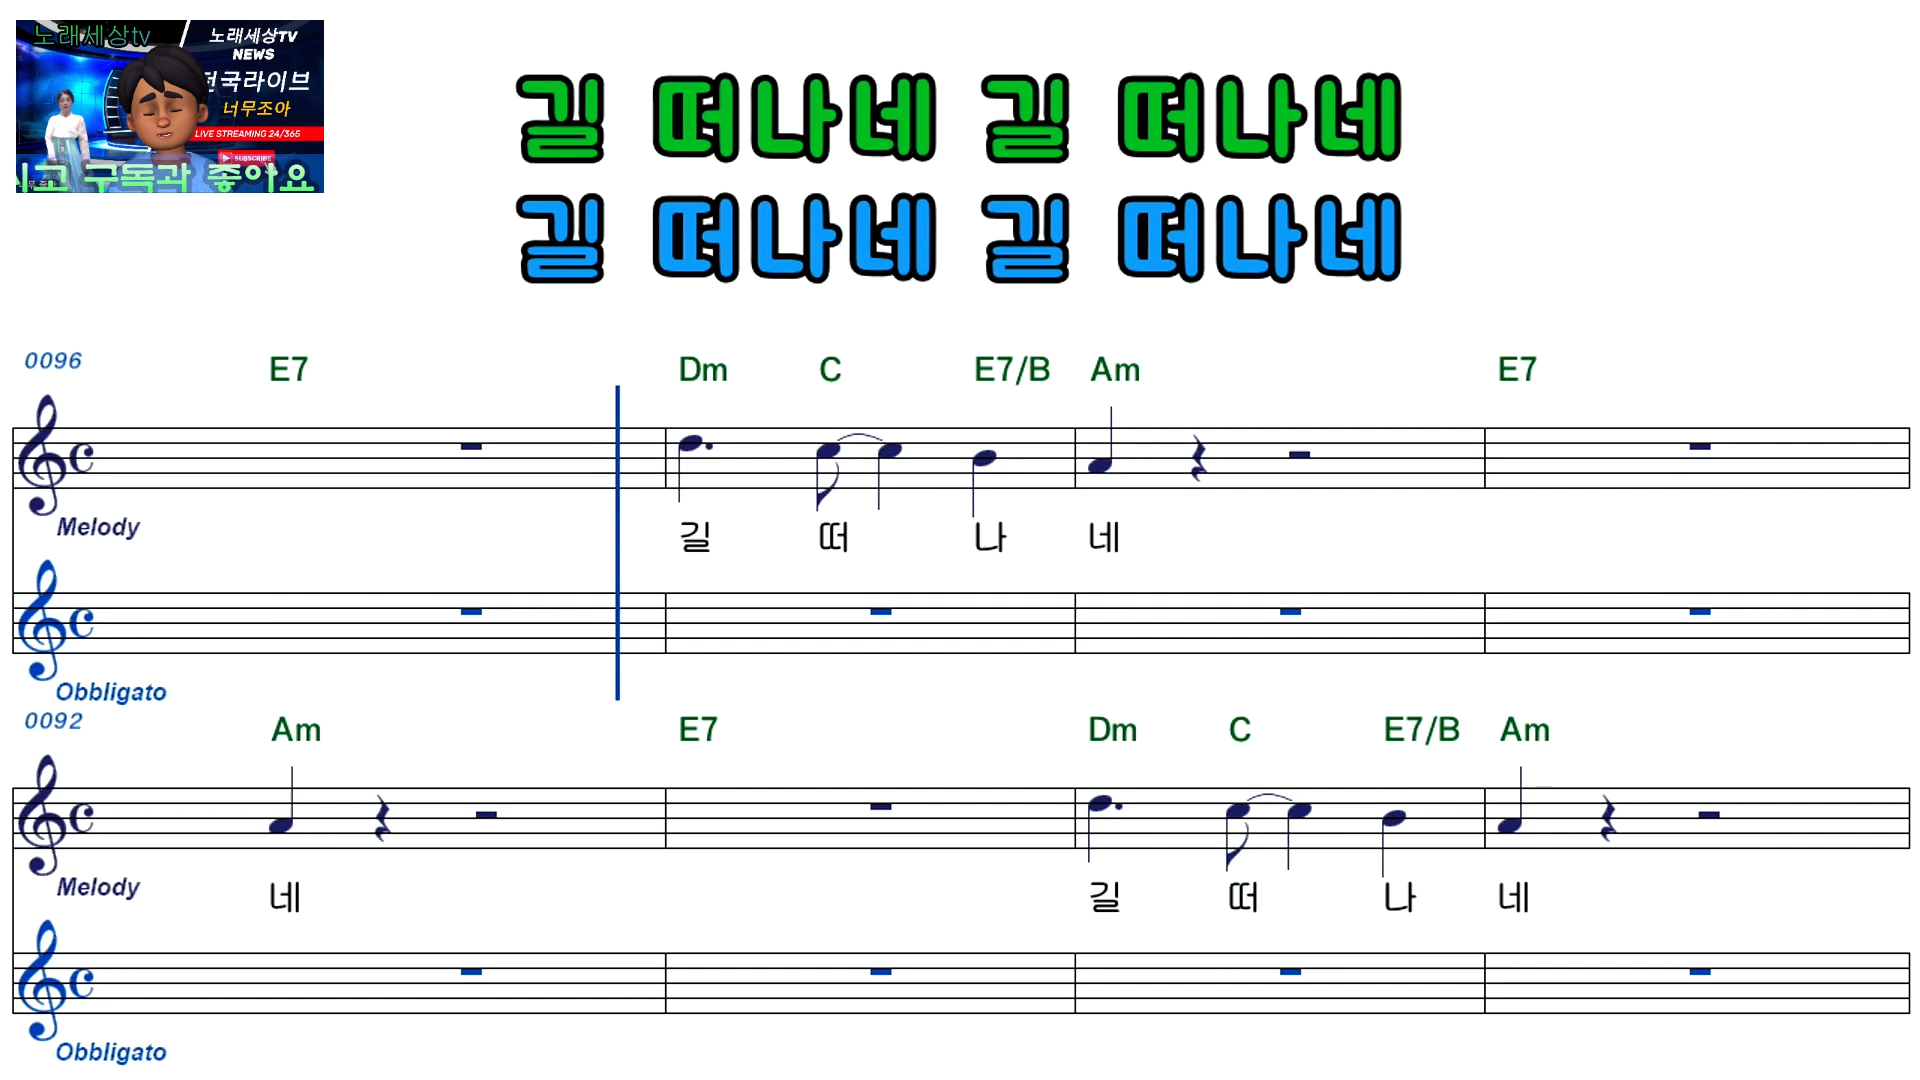 노래세상tv
노래세상TV
NEWS
전국라이브
너무조아
LIVE STREAMING 24/365
SUBSCRIBE
구독과 좋아요
길 떠나네 길 떠나네
길 떠나네 길 떠나네
0096 E7 Dm C E7/B Am E7
Melody
길 떠 나 네
Obbligato
0092 Am E7 Dm C E7/B Am
Melody
네 길 떠 나 네
Obbligato